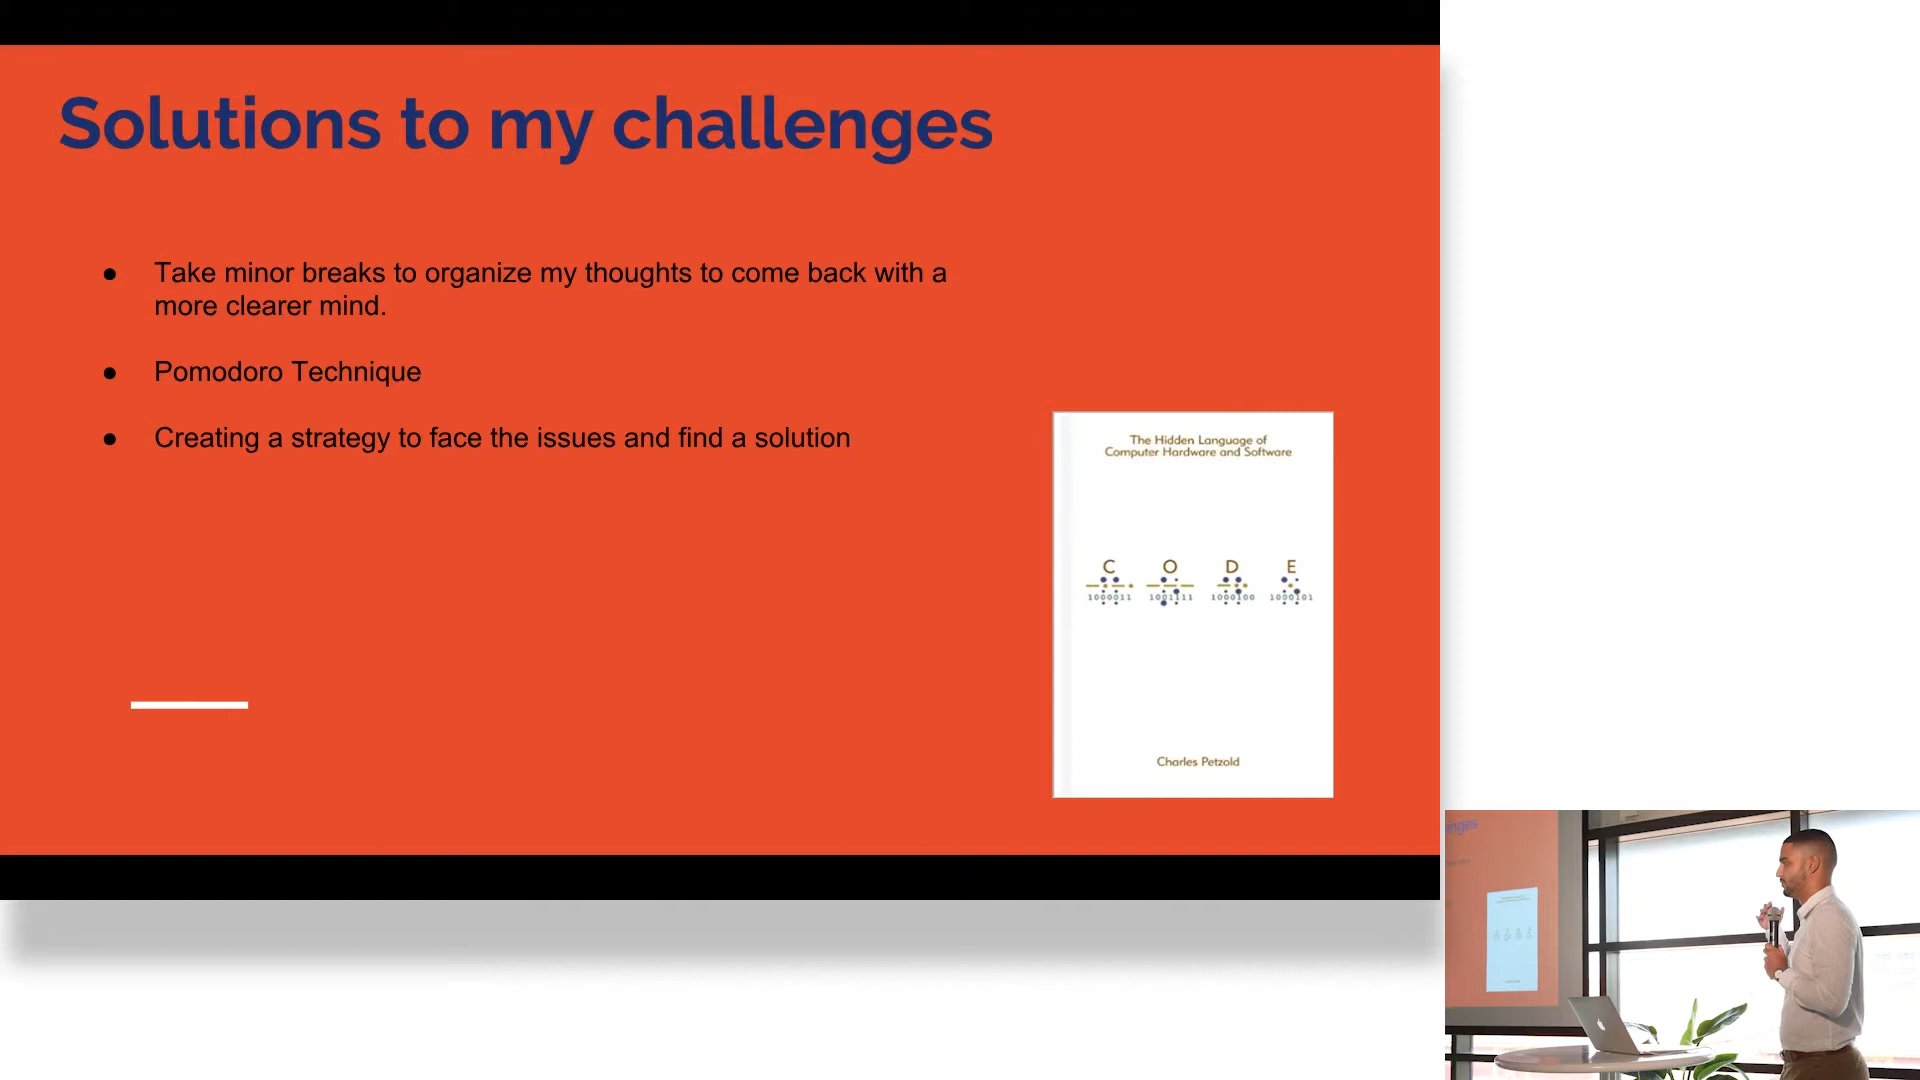 Solutions to my challenges
● Take minor breaks to organize my thoughts to come back with a
more clearer mind.
● Pomodoro Technique
● Creating a strategy to face the issues and find a solution
The Hidden Language of
Computer Hardware and Software
C O D E
1000011 1001111 1000100 1000101
Charles Petzold